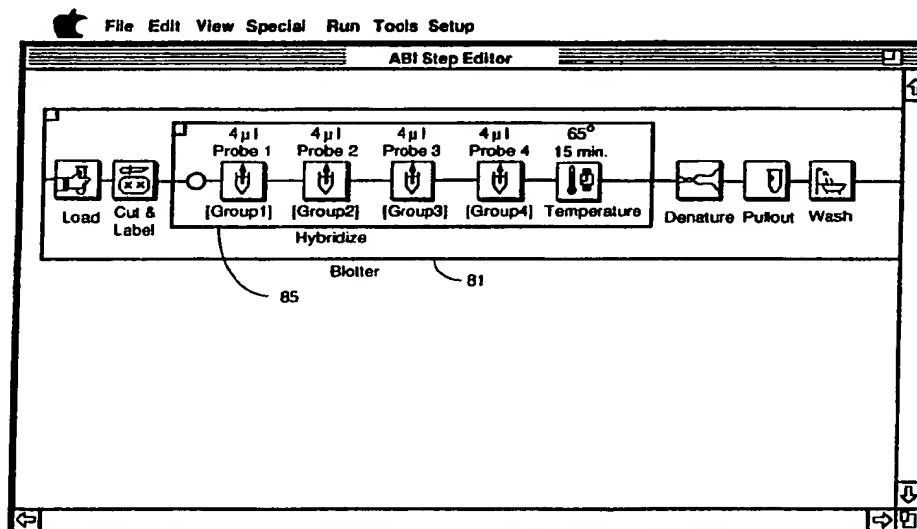 File Edit View Special Run Tools Setup
ABI Step Editor
4 µl 4 µl 4 µl 4 µl 65°
Probe 1 Probe 2 Probe 3 Probe 4 15 min.
Load Cut & Label [Group1] [Group2] [Group3] [Group4] Temperature Denature Pullout Wash
Hybridize
Blotter
81
85